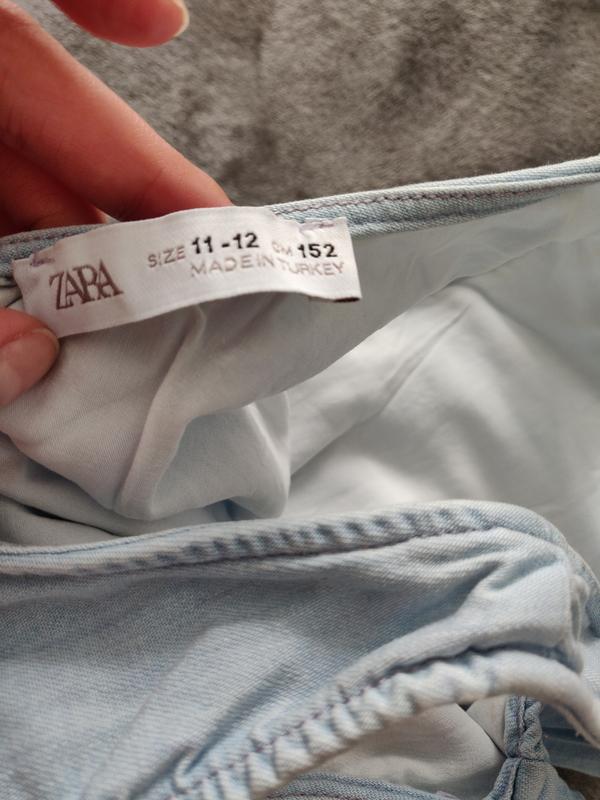 ZARA
SIZE 11-12 CM 152
MADE IN TURKEY